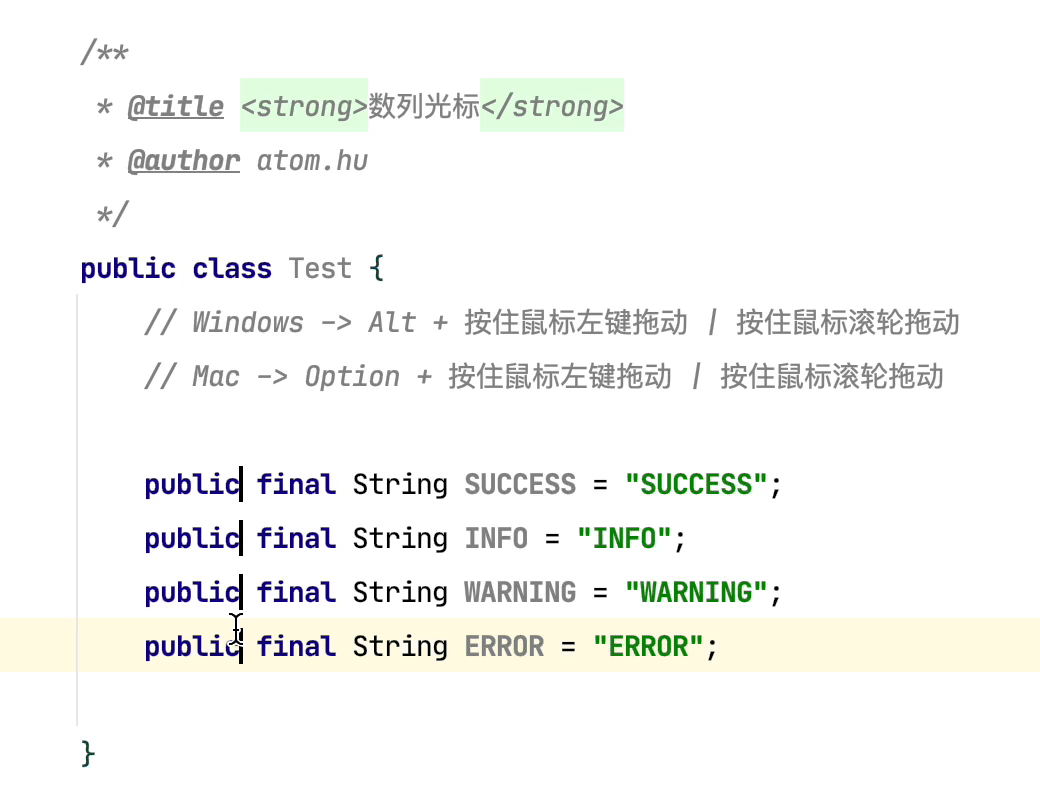 /**
 * @title <strong>数列光标</strong>
 * @author atom.hu
 */
public class Test {
    // Windows -> Alt + 按住鼠标左键拖动 | 按住鼠标滚轮拖动
    // Mac -> Option + 按住鼠标左键拖动 | 按住鼠标滚轮拖动
    public final String SUCCESS = "SUCCESS";
    public final String INFO = "INFO";
    public final String WARNING = "WARNING";
    public final String ERROR = "ERROR";
}